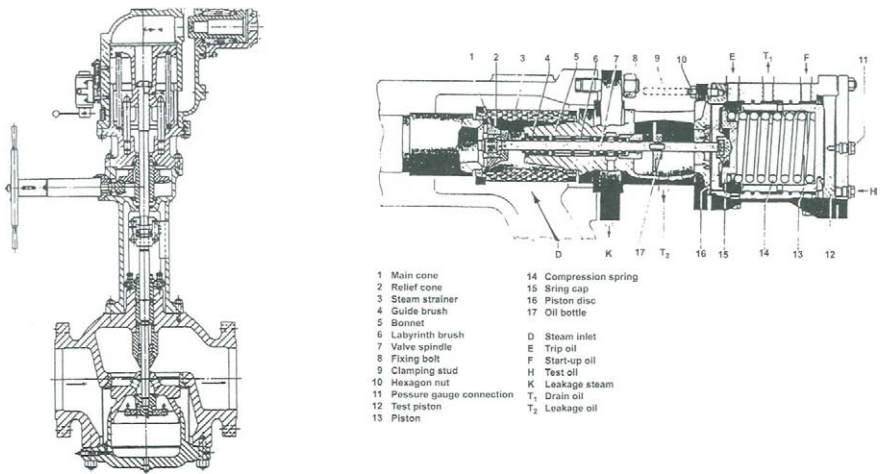 1 2 3 4 5 6 7 8 9 10 E T1 F 11
H
D K 17 T2 16 15 14 13 12
1 Main cone
2 Relief cone
3 Steam strainer
4 Guide brush
5 Bonnet
6 Labyrinth brush
7 Valve spindle
8 Fixing bolt
9 Clamping stud
10 Hexagon nut
11 Pessure gauge connection
12 Test piston
13 Piston
14 Compression spring
15 Sring cap
16 Piston disc
17 Oil bottle
D Steam inlet
E Trip oil
F Start-up oil
H Test oil
K Leakage steam
T1 Drain oil
T2 Leakage oil